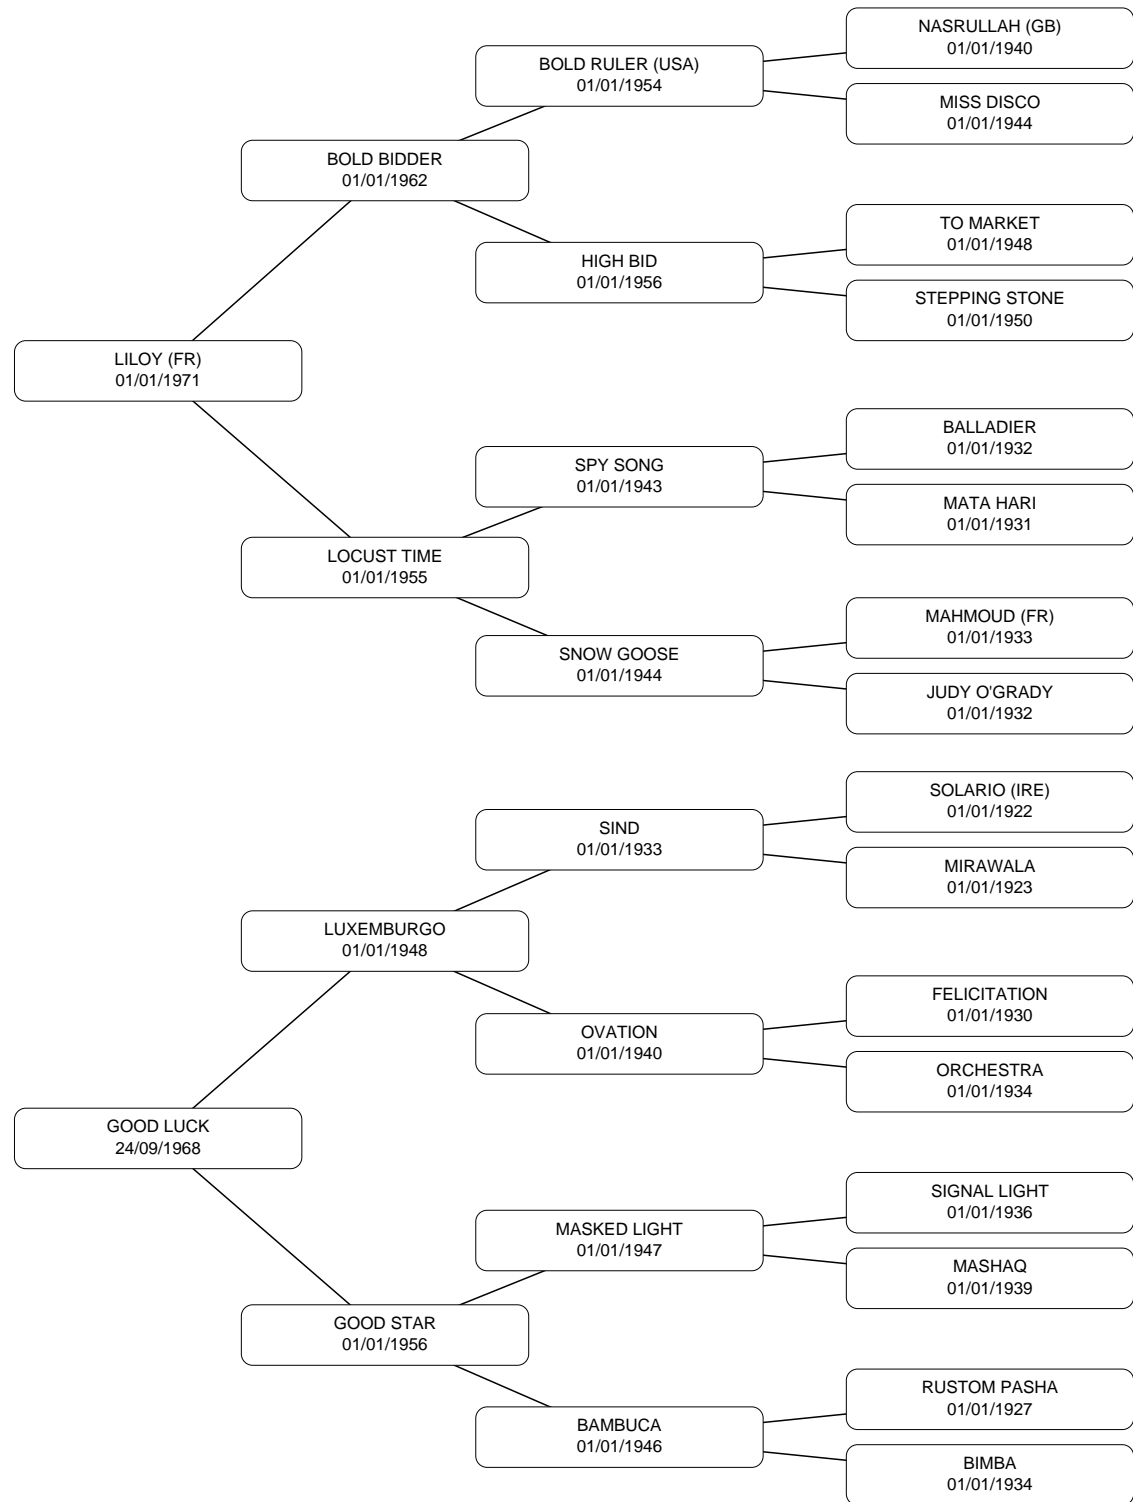 NASRULLAH (GB)
01/01/1940
BOLD RULER (USA)
01/01/1954
MISS DISCO
01/01/1944
BOLD BIDDER
01/01/1962
TO MARKET
01/01/1948
HIGH BID
01/01/1956
STEPPING STONE
01/01/1950
LILOY (FR)
01/01/1971
BALLADIER
01/01/1932
SPY SONG
01/01/1943
MATA HARI
01/01/1931
LOCUST TIME
01/01/1955
MAHMOUD (FR)
01/01/1933
SNOW GOOSE
01/01/1944
JUDY O'GRADY
01/01/1932
SOLARIO (IRE)
01/01/1922
SIND
01/01/1933
MIRAWALA
01/01/1923
LUXEMBURGO
01/01/1948
FELICITATION
01/01/1930
OVATION
01/01/1940
ORCHESTRA
01/01/1934
GOOD LUCK
24/09/1968
SIGNAL LIGHT
01/01/1936
MASKED LIGHT
01/01/1947
MASHAQ
01/01/1939
GOOD STAR
01/01/1956
RUSTOM PASHA
01/01/1927
BAMBUCA
01/01/1946
BIMBA
01/01/1934